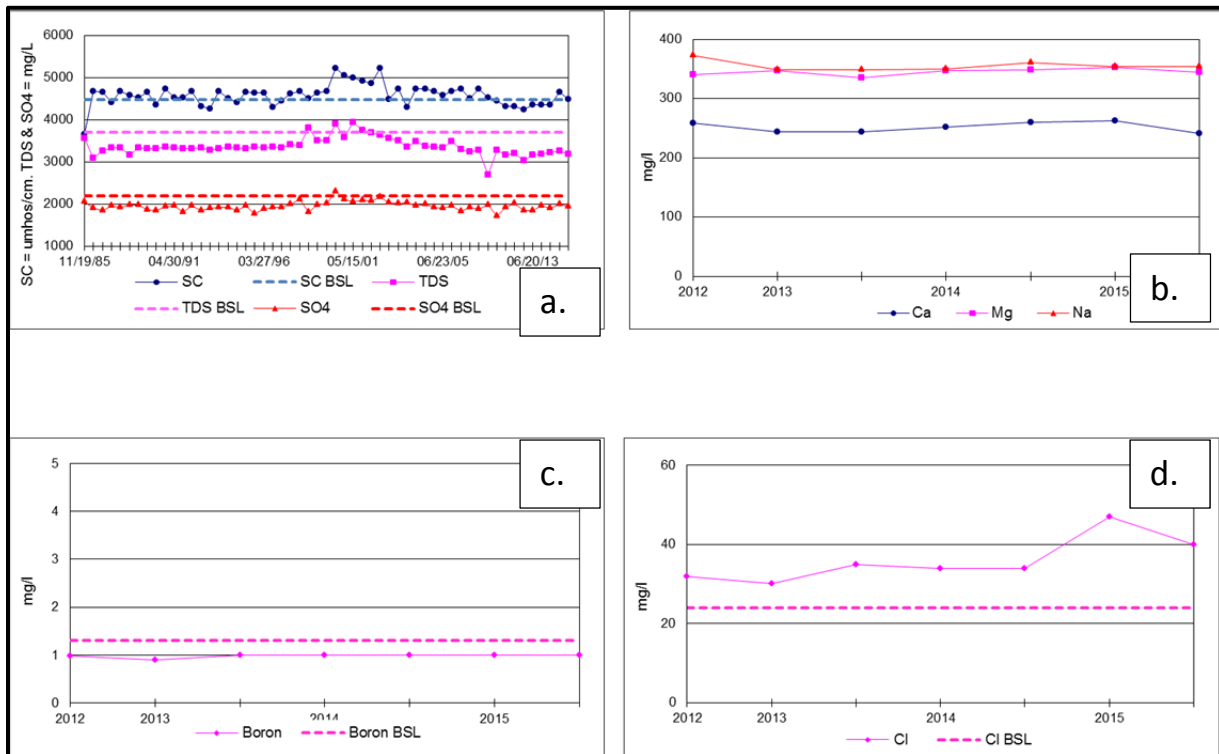 SC = umhos/cm. TDS & SO4 = mg/L
6000
5000
4000
3000
2000
1000
11/19/85 04/30/91 03/27/96 05/15/01 06/23/05 06/20/13
SC SC BSL TDS
TDS BSL SO4 SO4 BSL
a.
mg/l
400
300
200
100
0
2012 2013 2014 2015
Ca Mg Na
b.
mg/l
5
4
3
2
1
0
2012 2013 2014 2015
Boron Boron BSL
c.
mg/l
60
40
20
0
2012 2013 2014 2015
Cl Cl BSL
d.